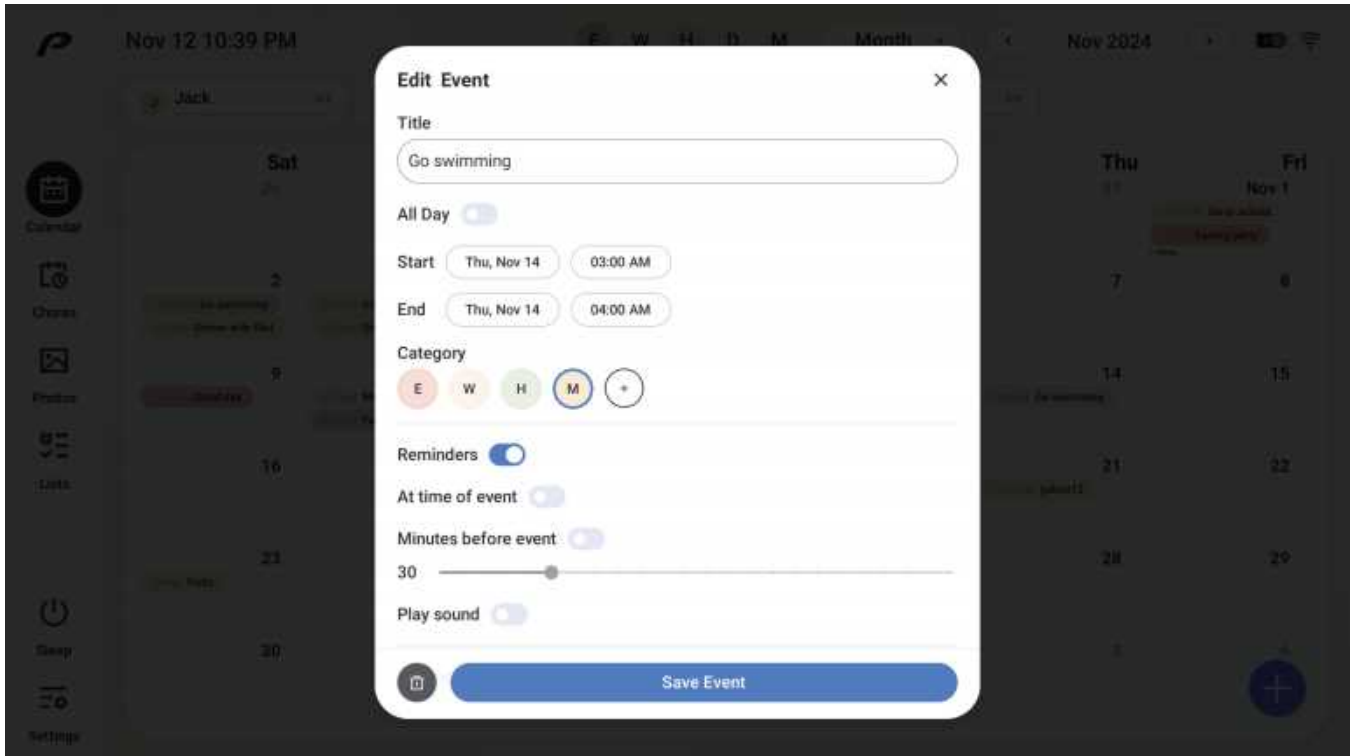 Nov 12 10:39 PM
E W H D M Month
Nov 2024
Jack
Edit Event
Title
Go swimming
All Day
Start Thu, Nov 14 03:00 AM
End Thu, Nov 14 04:00 AM
Category
E W H M +
Reminders
At time of event
Minutes before event
30
Play sound
Save Event
Calendar
Chores
Photos
Lists
Sleep
Settings
Sat Thu Fri
31 Nov 1
2 7 8
9 14 15
Go swimming
16 21 22
23 28 29
30